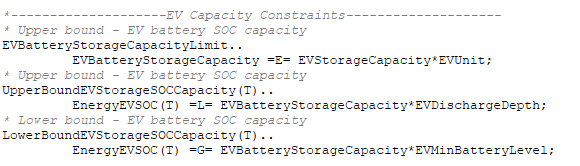 *--------------------EV Capacity Constraints--------------------
* Upper bound - EV battery SOC capacity
EVBatteryStorageCapacityLimit..
EVBatteryStorageCapacity =E= EVStorageCapacity*EVUnit;
* Upper bound - EV battery SOC capacity
UpperBoundEVStorageSOCCapacity(T)..
EnergyEVSOC(T) =L= EVBatteryStorageCapacity*EVDischargeDepth;
* Lower bound - EV battery SOC capacity
LowerBoundEVStorageSOCCapacity(T)..
EnergyEVSOC(T) =G= EVBatteryStorageCapacity*EVMinBatteryLevel;